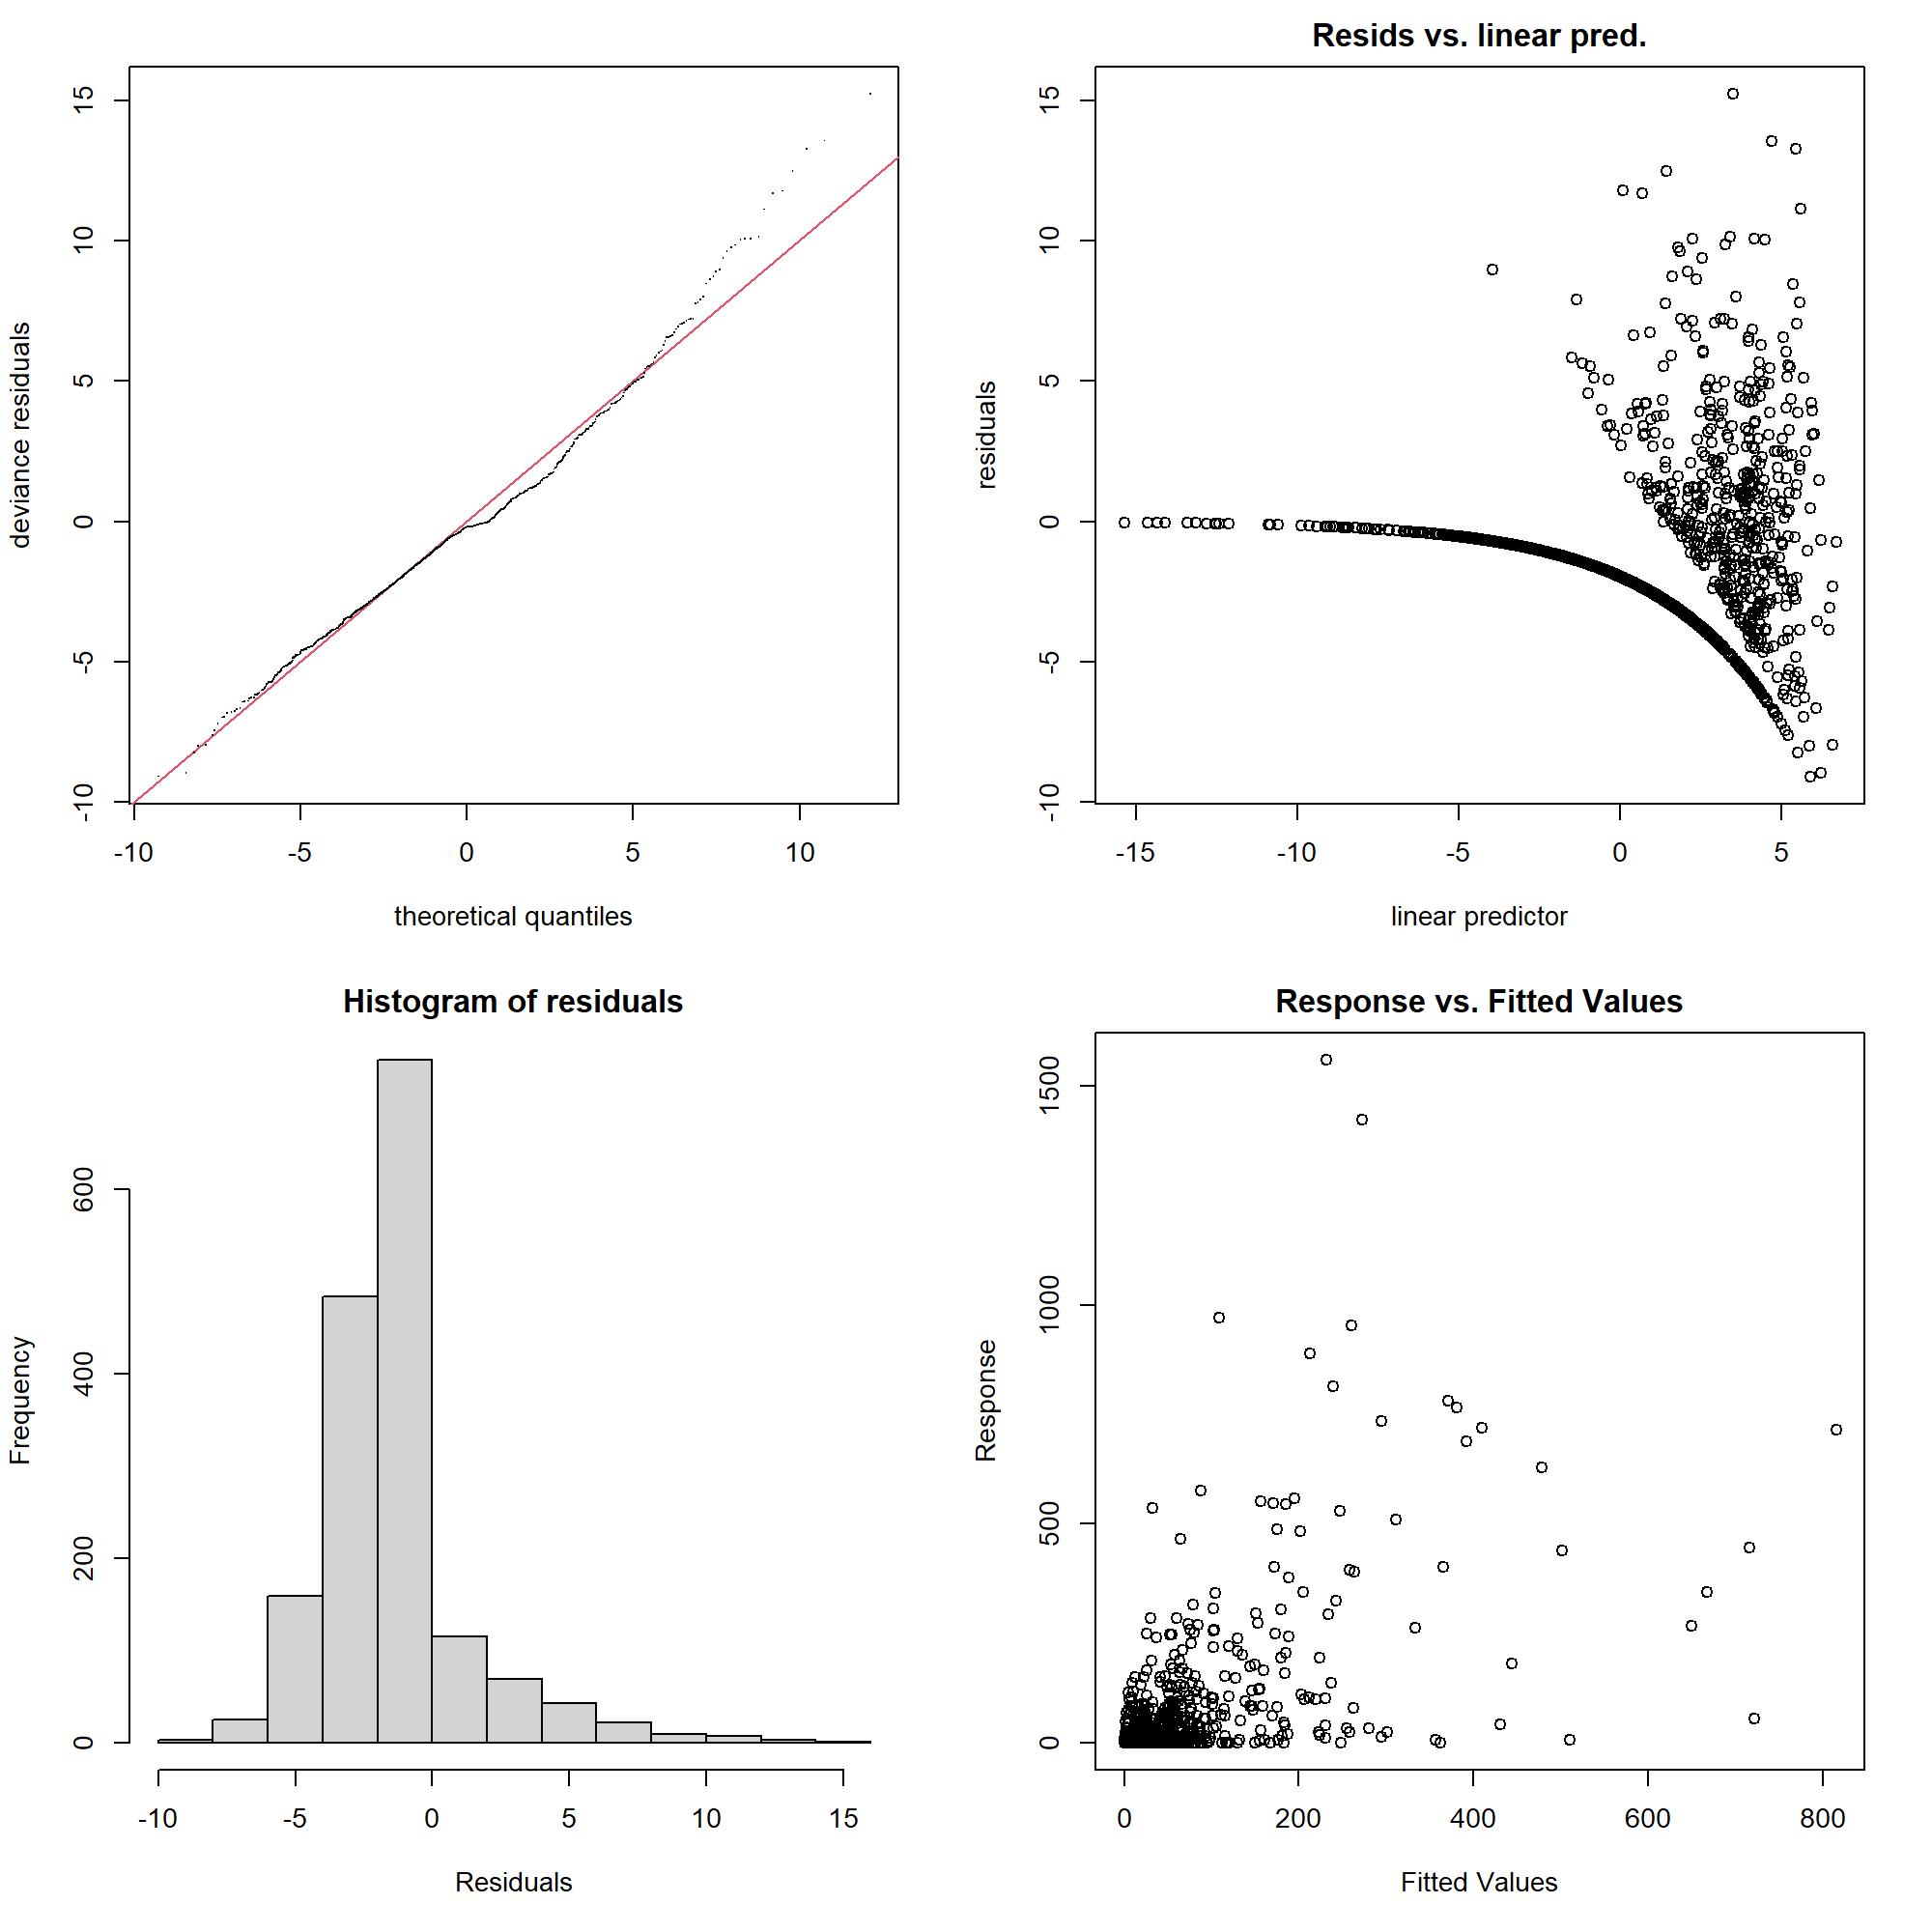 deviance residuals
15
10
5
0
-5
-10
-10 -5 0 5 10
theoretical quantiles
Resids vs. linear pred.
residuals
15
10
5
0
-5
-10
-15 -10 -5 0 5
linear predictor
Histogram of residuals
Frequency
600
400
200
0
-10 -5 0 5 10 15
Residuals
Response vs. Fitted Values
Response
1500
1000
500
0
0 200 400 600 800
Fitted Values